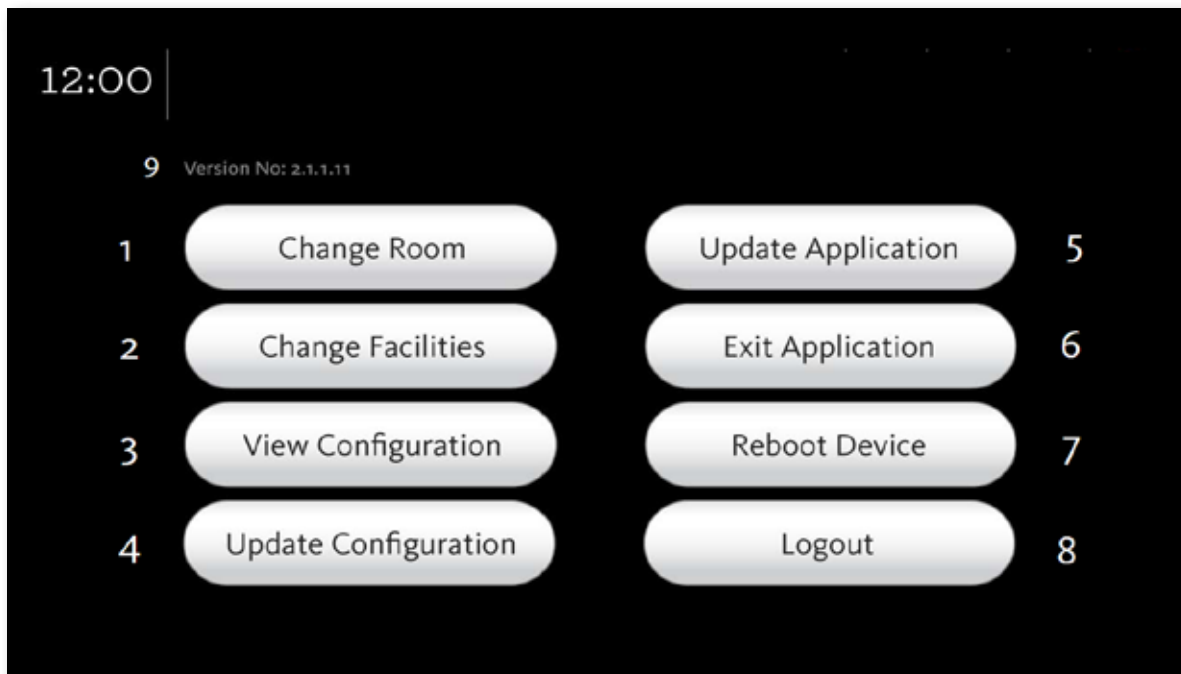 12:00
9 Version No: 2.1.1.11
1 Change Room Update Application 5
2 Change Facilities Exit Application 6
3 View Configuration Reboot Device 7
4 Update Configuration Logout 8